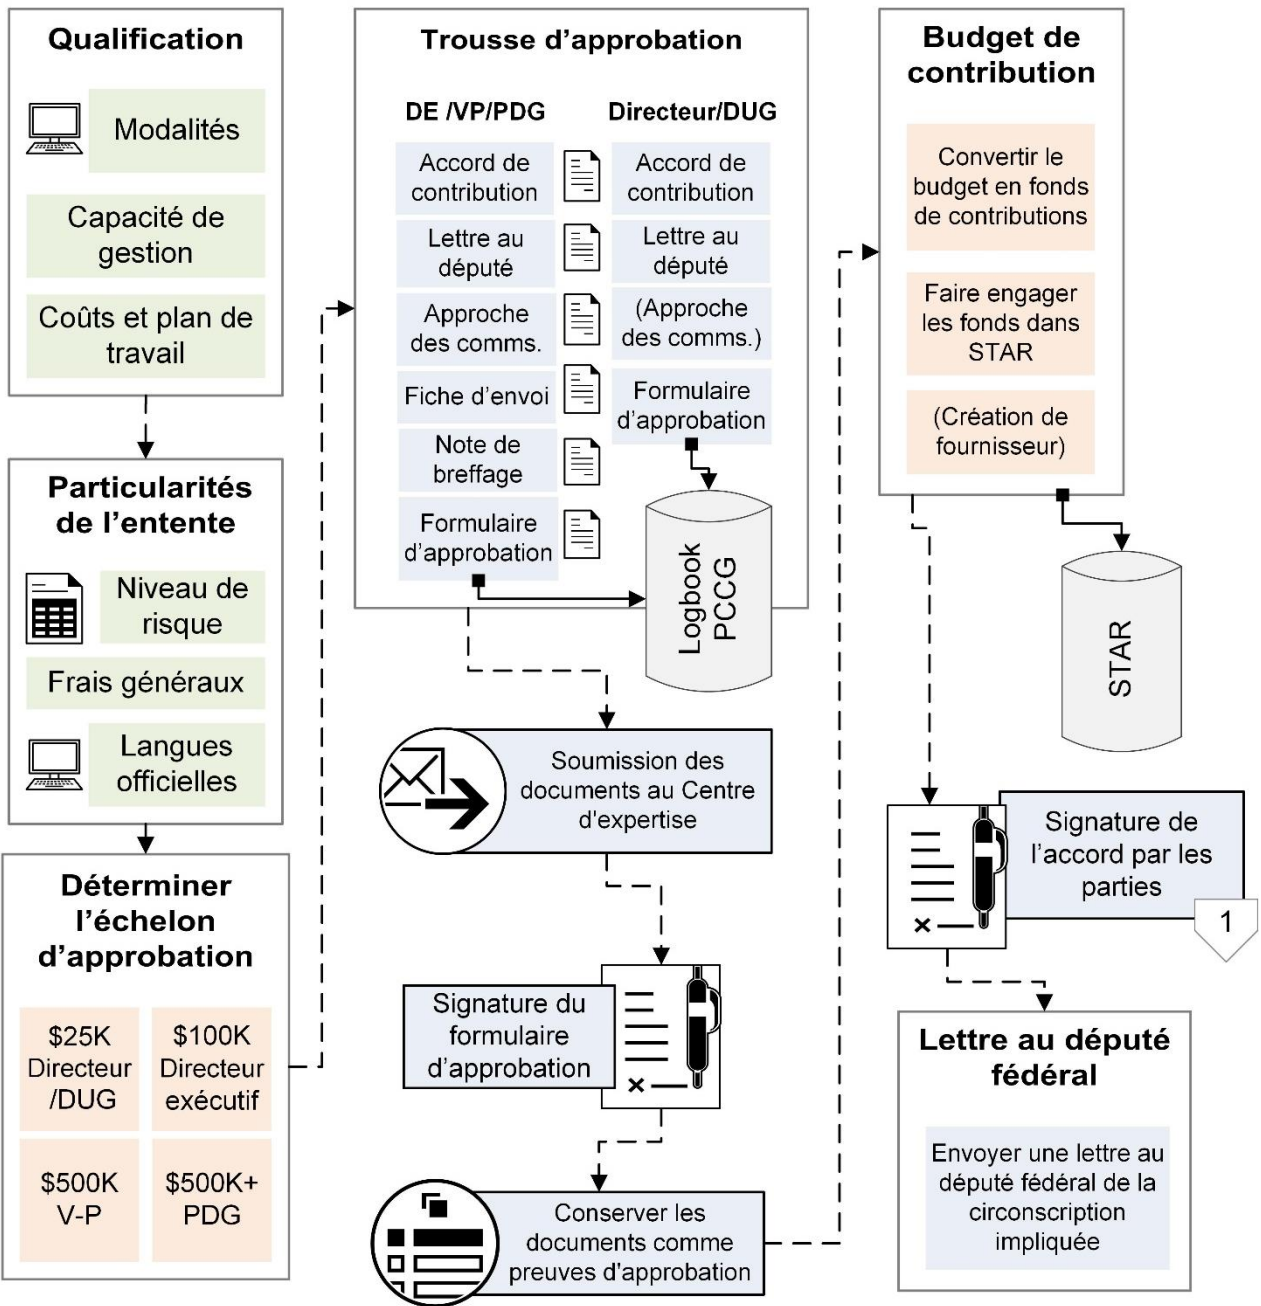 Qualification
Modalités
Capacité de
gestion
Coûts et plan de
travail
Particularités
de l'entente
Niveau de
risque
Frais généraux
Langues
officielles
Déterminer
l'échelon
d'approbation
$25K
Directeur
/DUG
$100K
Directeur
exécutif
$500K
V-P
$500K+
PDG
Trousse d'approbation
DE /VP/PDG
Accord de
contribution
Lettre au
député
Approche
des comms.
Fiche d'envoi
Note de
breffage
Formulaire
d'approbation
Directeur/DUG
Accord de
contribution
Lettre au
député
(Approche
des comms.)
Formulaire
d'approbation
Logbook
PCCG
Soumission des
documents au Centre
d'expertise
Signature du
formulaire
d'approbation
Conserver les
documents comme
preuves d'approbation
Budget de
contribution
Convertir le
budget en fonds
de contributions
Faire engager
les fonds dans
STAR
(Création de
fournisseur)
STAR
Signature de
l'accord par les
parties
1
Lettre au député
fédéral
Envoyer une lettre au
député fédéral de la
circonscription
impliquée